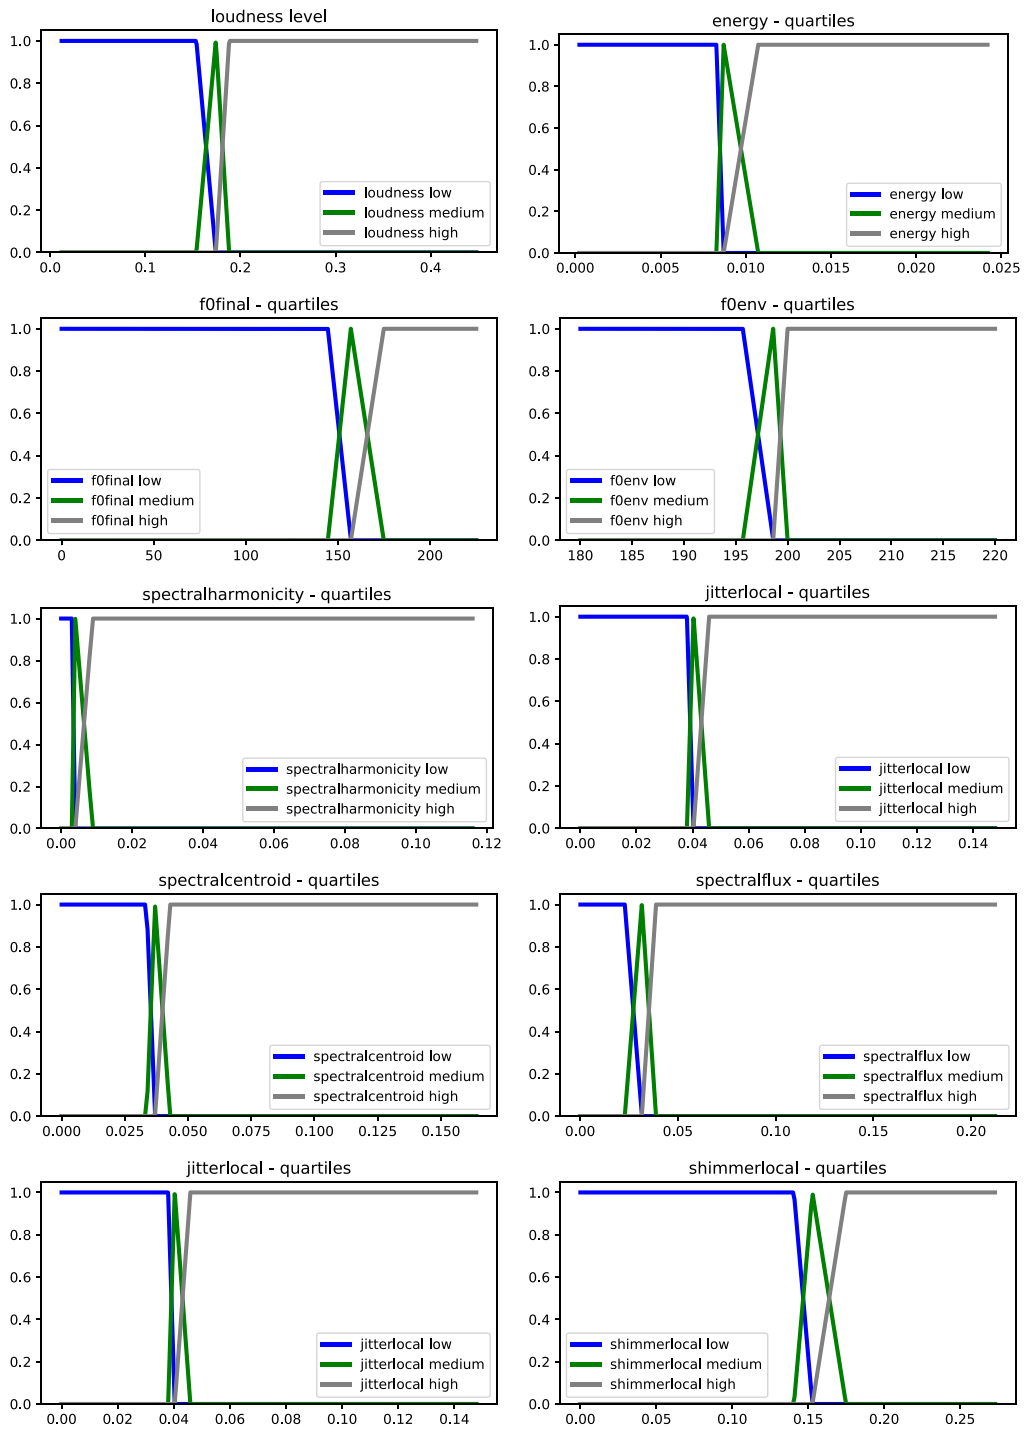 loudness level
1.0
0.8
0.6
0.4
0.2
0.0
0.0 0.1 0.2 0.3 0.4
loudness low
loudness medium
loudness high
energy - quartiles
1.0
0.8
0.6
0.4
0.2
0.0
0.000 0.005 0.010 0.015 0.020 0.025
energy low
energy medium
energy high
f0final - quartiles
1.0
0.8
0.6
0.4
0.2
0.0
0 50 100 150 200
f0final low
f0final medium
f0final high
f0env - quartiles
1.0
0.8
0.6
0.4
0.2
0.0
180 185 190 195 200 205 210 215 220
f0env low
f0env medium
f0env high
spectralharmonicity - quartiles
1.0
0.8
0.6
0.4
0.2
0.0
0.00 0.02 0.04 0.06 0.08 0.10 0.12
spectralharmonicity low
spectralharmonicity medium
spectralharmonicity high
jitterlocal - quartiles
1.0
0.8
0.6
0.4
0.2
0.0
0.00 0.02 0.04 0.06 0.08 0.10 0.12 0.14
jitterlocal low
jitterlocal medium
jitterlocal high
spectralcentroid - quartiles
1.0
0.8
0.6
0.4
0.2
0.0
0.000 0.025 0.050 0.075 0.100 0.125 0.150
spectralcentroid low
spectralcentroid medium
spectralcentroid high
spectralflux - quartiles
1.0
0.8
0.6
0.4
0.2
0.0
0.00 0.05 0.10 0.15 0.20
spectralflux low
spectralflux medium
spectralflux high
jitterlocal - quartiles
1.0
0.8
0.6
0.4
0.2
0.0
0.00 0.02 0.04 0.06 0.08 0.10 0.12 0.14
jitterlocal low
jitterlocal medium
jitterlocal high
shimmerlocal - quartiles
1.0
0.8
0.6
0.4
0.2
0.0
0.00 0.05 0.10 0.15 0.20 0.25
shimmerlocal low
shimmerlocal medium
shimmerlocal high